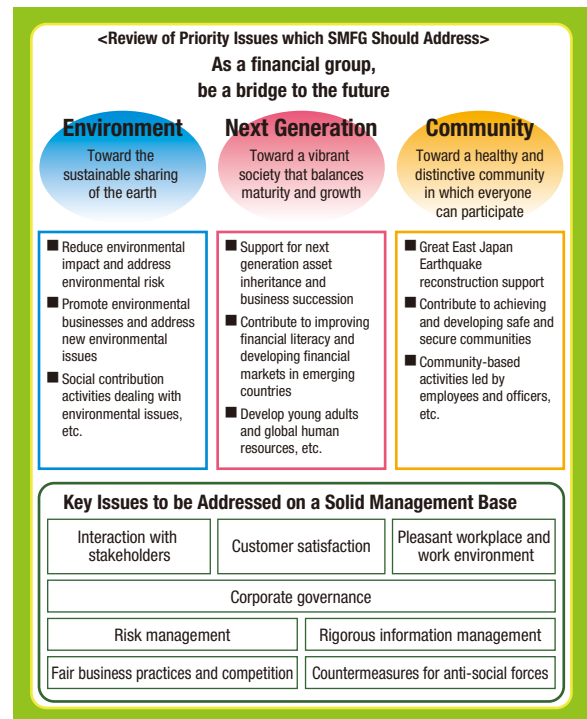 <Review of Priority Issues which SMFG Should Address>
As a financial group,
be a bridge to the future
Environment
Toward the
sustainable sharing
of the earth
Next Generation
Toward a vibrant
society that balances
maturity and growth
Community
Toward a healthy and
distinctive community
in which everyone
can participate
■ Reduce environmental
impact and address
environmental risk
■ Promote environmental
businesses and address
new environmental
issues
■ Social contribution
activities dealing with
environmental issues,
etc.
■ Support for next
generation asset
inheritance and
business succession
■ Contribute to improving
financial literacy and
developing financial
markets in emerging
countries
■ Develop young adults
and global human
resources, etc.
■ Great East Japan
Earthquake
reconstruction support
■ Contribute to achieving
and developing safe and
secure communities
■ Community-based
activities led by
employees and officers,
etc.
Key Issues to be Addressed on a Solid Management Base
Interaction with
stakeholders
Customer satisfaction
Pleasant workplace and
work environment
Corporate governance
Risk management
Rigorous information management
Fair business practices and competition
Countermeasures for anti-social forces